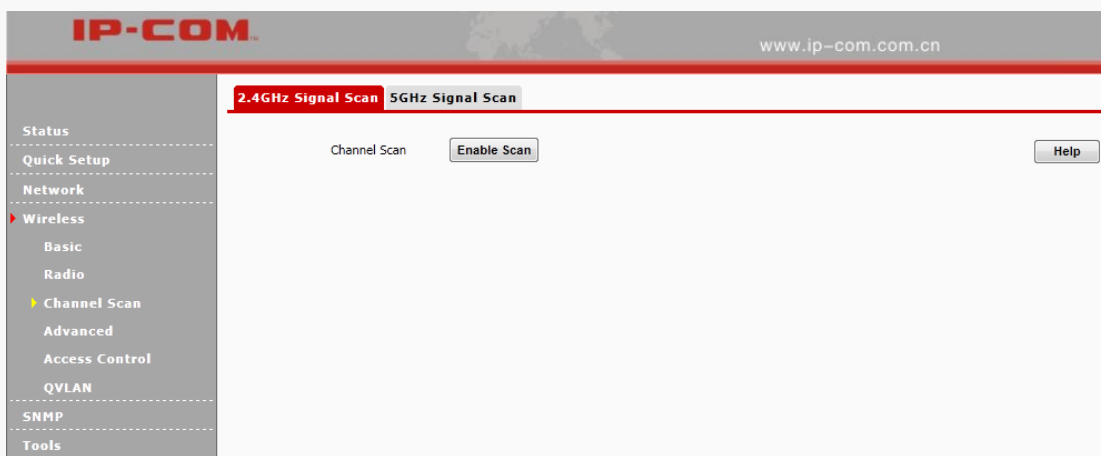 IP-COM
www.ip-com.com.cn
2.4GHz Signal Scan 5GHz Signal Scan
Status
Quick Setup
Network
Wireless
Basic
Radio
Channel Scan
Advanced
Access Control
QVLAN
SNMP
Tools
Channel Scan Enable Scan Help